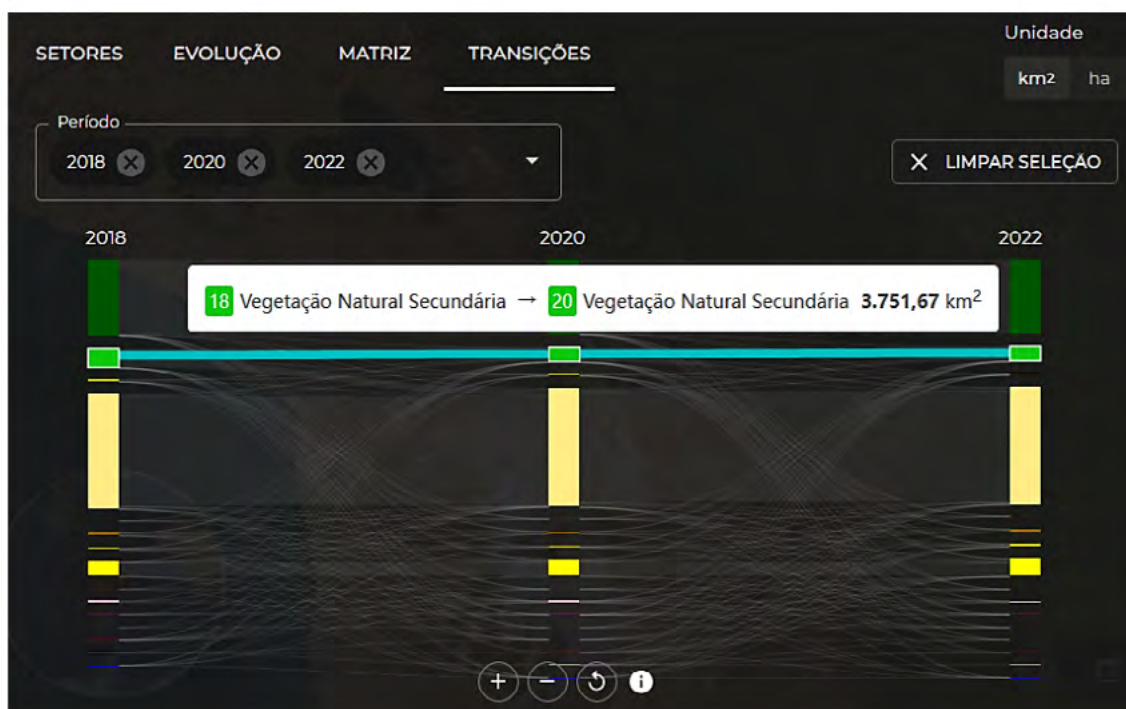 Unidade
SETORES EVOLUÇÃO MATRIZ TRANSIÇÕES
km2 ha
Período
2018 2020 2022
LIMPAR SELEÇÃO
2018 2020 2022
18 Vegetação Natural Secundária → 20 Vegetação Natural Secundária 3.751,67 km²